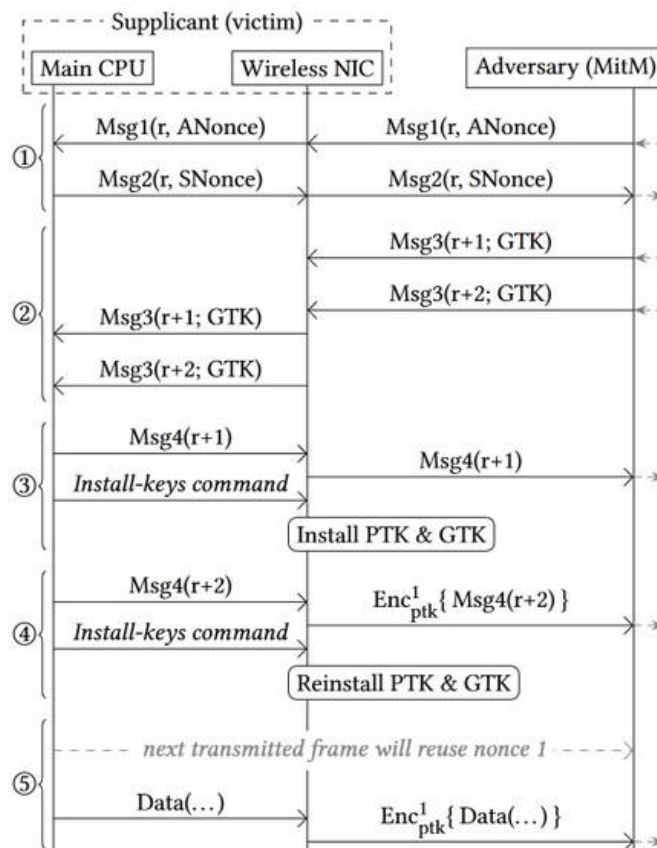 Supplicant (victim)
Main CPU
Wireless NIC
Adversary (MitM)
①
Msg1(r, ANonce)
Msg1(r, ANonce)
Msg2(r, SNonce)
Msg2(r, SNonce)
②
Msg3(r+1; GTK)
Msg3(r+2; GTK)
Msg3(r+1; GTK)
Msg3(r+2; GTK)
③
Msg4(r+1)
Msg4(r+1)
Install-keys command
Install PTK & GTK
④
Msg4(r+2)
Enc¹ptk{ Msg4(r+2) }
Install-keys command
Reinstall PTK & GTK
⑤
next transmitted frame will reuse nonce 1
Data(…)
Enc¹ptk{ Data(…) }